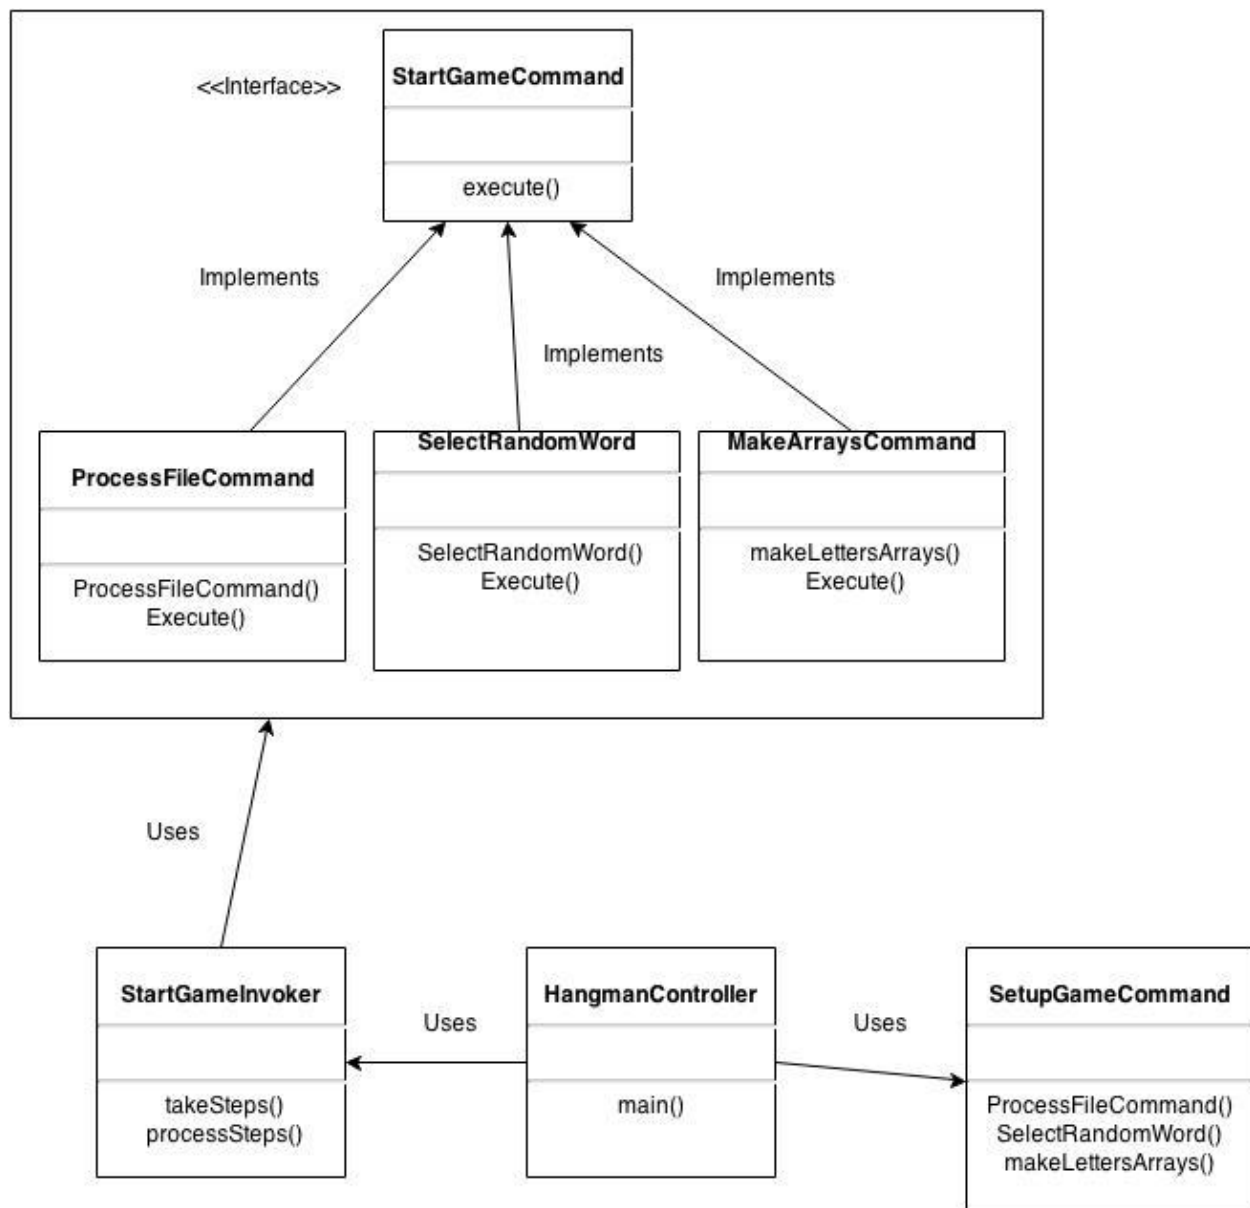 StartGameCommand
<<Interface>>
execute()
Implements
Implements
Implements
ProcessFileCommand
ProcessFileCommand()
Execute()
SelectRandomWord
SelectRandomWord()
Execute()
MakeArraysCommand
makeLettersArrays()
Execute()
Uses
StartGameInvoker
takeSteps()
processSteps()
Uses
HangmanController
main()
Uses
SetupGameCommand
ProcessFileCommand()
SelectRandomWord()
makeLettersArrays()